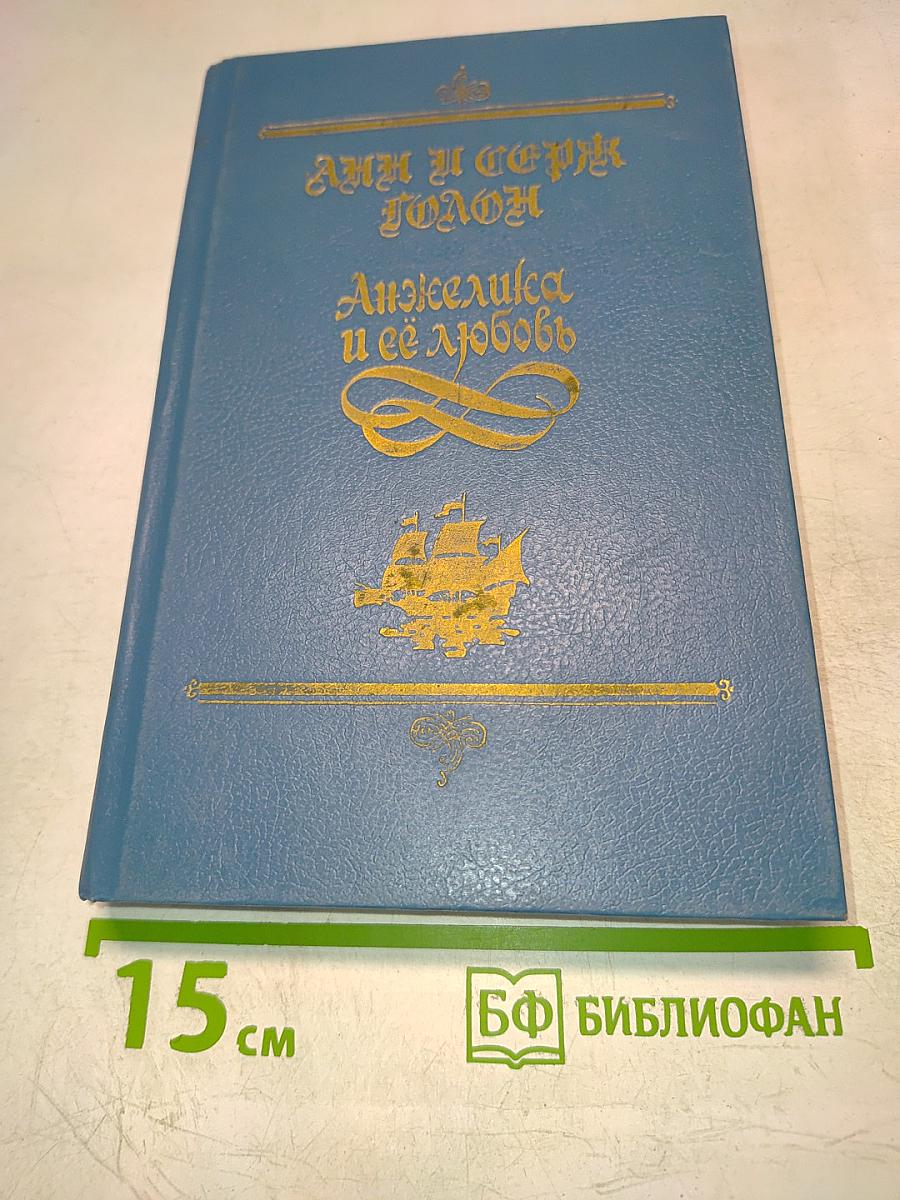 АНН И СЕРЖ
ГОЛОН
Анжелика
и её любовь
15 см
БФ БИБЛИОФАН